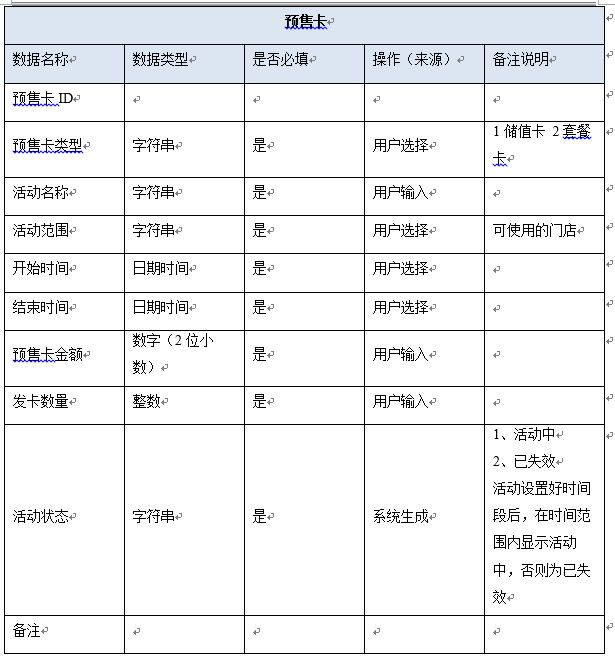 预售卡
数据名称 数据类型 是否必填 操作（来源） 备注说明
预售卡 ID
预售卡类型 字符串 是 用户选择 1 储值卡 2 套餐
卡
活动名称 字符串 是 用户输入
活动范围 字符串 是 用户选择 可使用的门店
开始时间 日期时间 是 用户选择
结束时间 日期时间 是 用户选择
预售卡金额 数字（2 位小
数） 是 用户输入
发卡数量 整数 是 用户输入
活动状态 字符串 是 系统生成 1、活动中
2、已失效
活动设置好时间
段后，在时间范
围内显示活动
中，否则为已失
效
备注